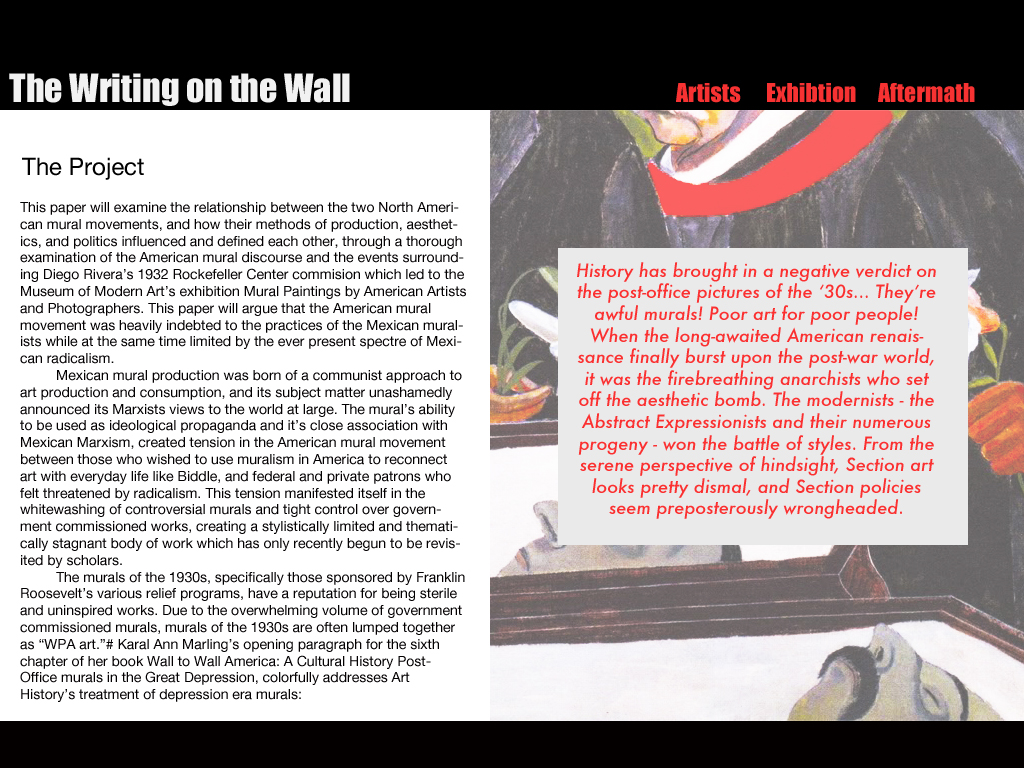 The Writing on the Wall
Artists Exhibtion Aftermath
The Project
This paper will examine the relationship between the two North Ameri-
can mural movements, and how their methods of production, aesthet-
ics, and politics influenced and defined each other, through a thorough
examination of the American mural discourse and the events surround-
ing Diego Rivera's 1932 Rockefeller Center commision which led to the
Museum of Modern Art's exhibition Mural Paintings by American Artists
and Photographers. This paper will argue that the American mural
movement was heavily indebted to the practices of the Mexican mural-
ists while at the same time limited by the ever present spectre of Mexi-
can radicalism.
Mexican mural production was born of a communist approach to
art production and consumption, and its subject matter unashamedly
announced its Marxists views to the world at large. The mural's ability
to be used as ideological propaganda and it's close association with
Mexican Marxism, created tension in the American mural movement
between those who wished to use muralism in America to reconnect
art with everyday life like Biddle, and federal and private patrons who
felt threatened by radicalism. This tension manifested itself in the
whitewashing of controversial murals and tight control over govern-
ment commissioned works, creating a stylistically limited and themati-
cally stagnant body of work which has only recently begun to be revis-
ited by scholars.
The murals of the 1930s, specifically those sponsored by Franklin
Roosevelt's various relief programs, have a reputation for being sterile
and uninspired works. Due to the overwhelming volume of government
commissioned murals, murals of the 1930s are often lumped together
as “WPA art.”# Karal Ann Marling's opening paragraph for the sixth
chapter of her book Wall to Wall America: A Cultural History Post-
Office murals in the Great Depression, colorfully addresses Art
History's treatment of depression era murals:
History has brought in a negative verdict on
the post-office pictures of the ‘30s... They're
awful murals! Poor art for poor people!
When the long-awaited American renais-
sance finally burst upon the post-war world,
it was the firebreathing anarchists who set
off the aesthetic bomb. The modernists - the
Abstract Expressionists and their numerous
progeny - won the battle of styles. From the
serene perspective of hindsight, Section art
looks pretty dismal, and Section policies
seem preposterously wrongheaded.